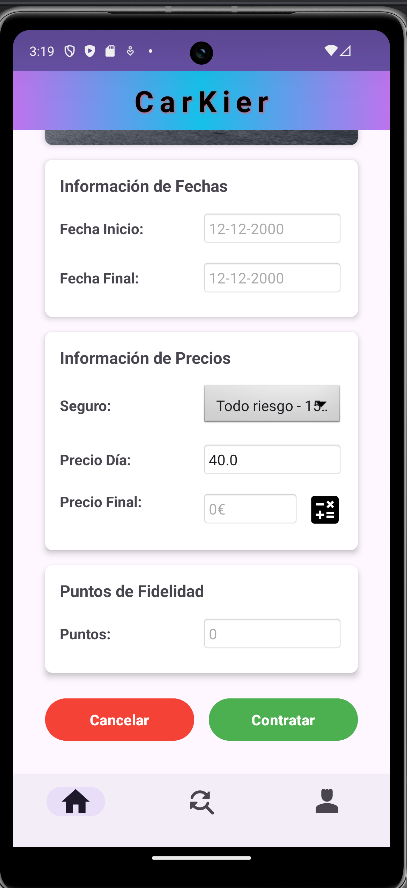 3:19
CarKier
Información de Fechas
Fecha Inicio: 12-12-2000
Fecha Final: 12-12-2000
Información de Precios
Seguro: Todo riesgo - 15..
Precio Día: 40.0
Precio Final: 0€
Puntos de Fidelidad
Puntos: 0
Cancelar Contratar